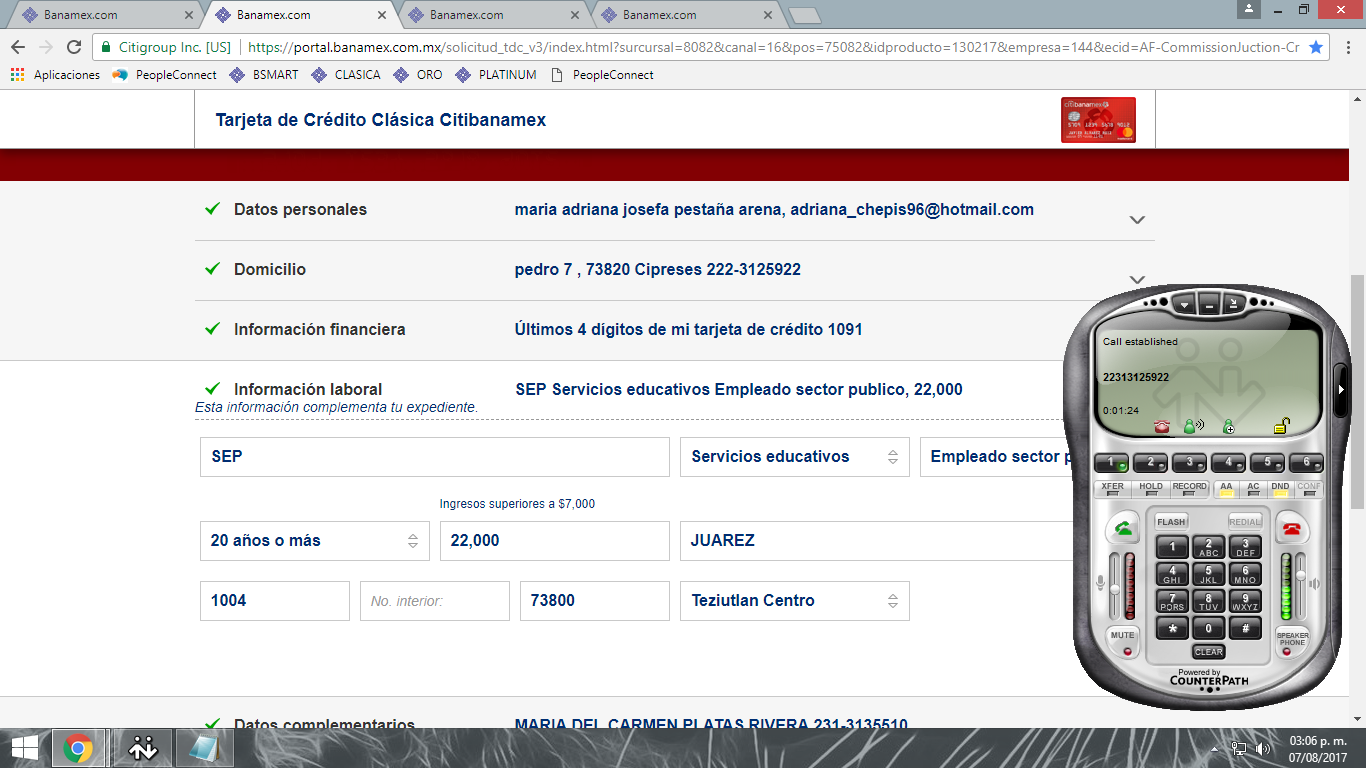 Banamex.com
Banamex.com
Banamex.com
Banamex.com
Citigroup Inc. [US] https://portal.banamex.com.mx/solicitud_tdc_v3/index.html?surcursal=8082&canal=16&pos=75082&idproducto=130217&empresa=144&ecid=AF-CommissionJuction-Cr
Aplicaciones PeopleConnect BSMART CLASICA ORO PLATINUM PeopleConnect
Tarjeta de Crédito Clásica Citibanamex
citibanamex
Datos personales maria adriana josefa pestaña arena, adriana_chepis96@hotmail.com
Domicilio pedro 7 , 73820 Cipreses 222-3125922
Información financiera Últimos 4 dígitos de mi tarjeta de crédito 1091
Información laboral SEP Servicios educativos Empleado sector publico, 22,000
Esta información complementa tu expediente.
SEP Servicios educativos Empleado sector p
Ingresos superiores a $7,000
20 años o más 22,000 JUAREZ
1004 No. interior: 73800 Teziutlan Centro
Datos complementarios MARIA DEL CARMEN PLATAS RIVERA 231-3135510
Call established
22313125922
0:01:24
1 2 3 4 5 6
XFER HOLD RECORD AA AC DND CONF
FLASH REDIAL
1 2 ABC 3 DEF
4 GHI 5 JKL 6 MNO
7 PQRS 8 TUV 9 WXYZ
* 0 #
MUTE CLEAR SPEAKER PHONE
Powered by
COUNTERPATH
03:06 p. m.
07/08/2017